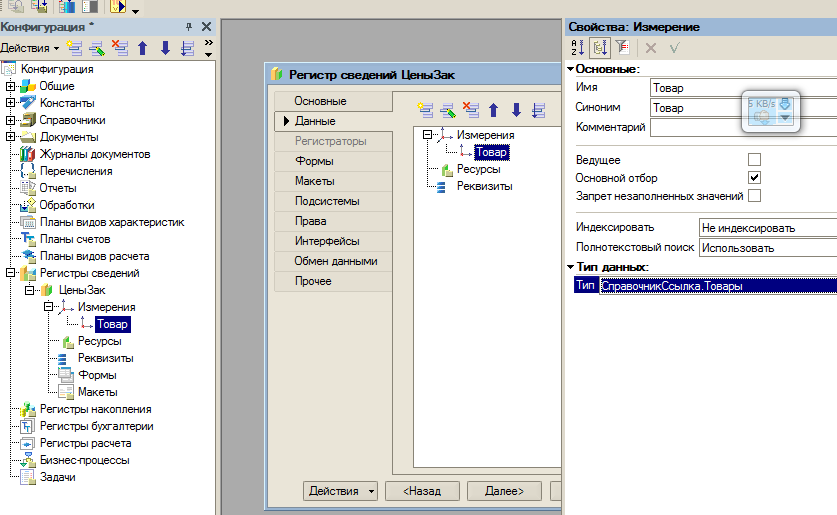 Конфигурация *
Действия
Конфигурация
Общие
Константы
Справочники
Документы
Журналы документов
Перечисления
Отчеты
Обработки
Планы видов характеристик
Планы счетов
Планы видов расчета
Регистры сведений
ЦеныЗак
Измерения
Товар
Ресурсы
Реквизиты
Формы
Макеты
Регистры накопления
Регистры бухгалтерии
Регистры расчета
Бизнес-процессы
Задачи
Регистр сведений ЦеныЗак
Основные
Данные
Регистраторы
Формы
Макеты
Подсистемы
Права
Интерфейсы
Обмен данными
Прочее
Измерения
Товар
Ресурсы
Реквизиты
Действия
<Назад
Далее>
Свойства: Измерение
Основные:
Имя Товар
Синоним Товар
Комментарий
5 KB/s
Ведущее
Основной отбор
Запрет незаполненных значений
Индексировать Не индексировать
Полнотекстовый поиск Использовать
Тип данных:
Тип СправочникСсылка.Товары